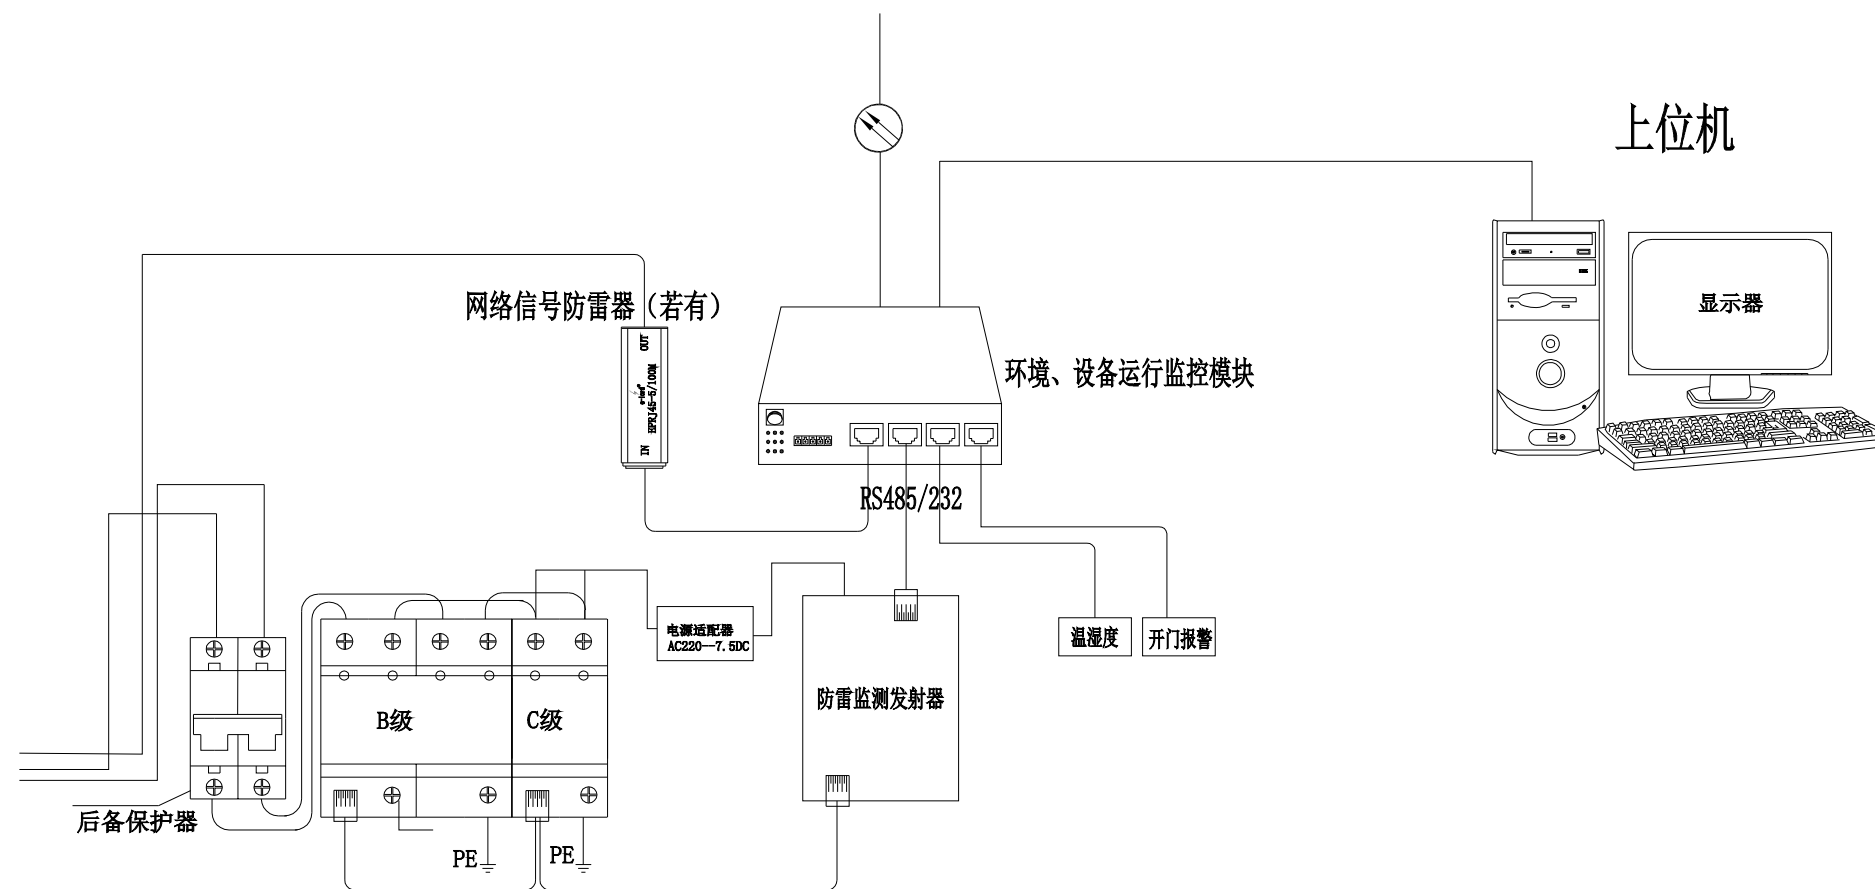 上位机
网络信号防雷器（若有）
显示器
OUT
HPRJ45-5/100M
IN
环境、设备运行监控模块
RS485/232
电源适配器
AC220--7.5DC
温湿度
开门报警
防雷监测发射器
B级
C级
后备保护器
PE
PE